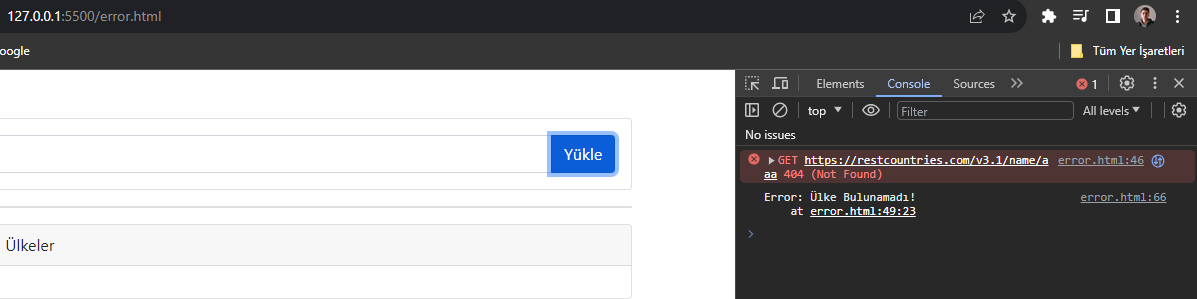 127.0.0.1:5500/error.html
oogle
Tüm Yer İşaretleri
Elements Console Sources 1
top Filter All levels
No issues
GET https://restcountries.com/v3.1/name/a error.html:46
aa 404 (Not Found)
Error: Ülke Bulunamadı! error.html:66
at error.html:49:23
Yükle
Ülkeler